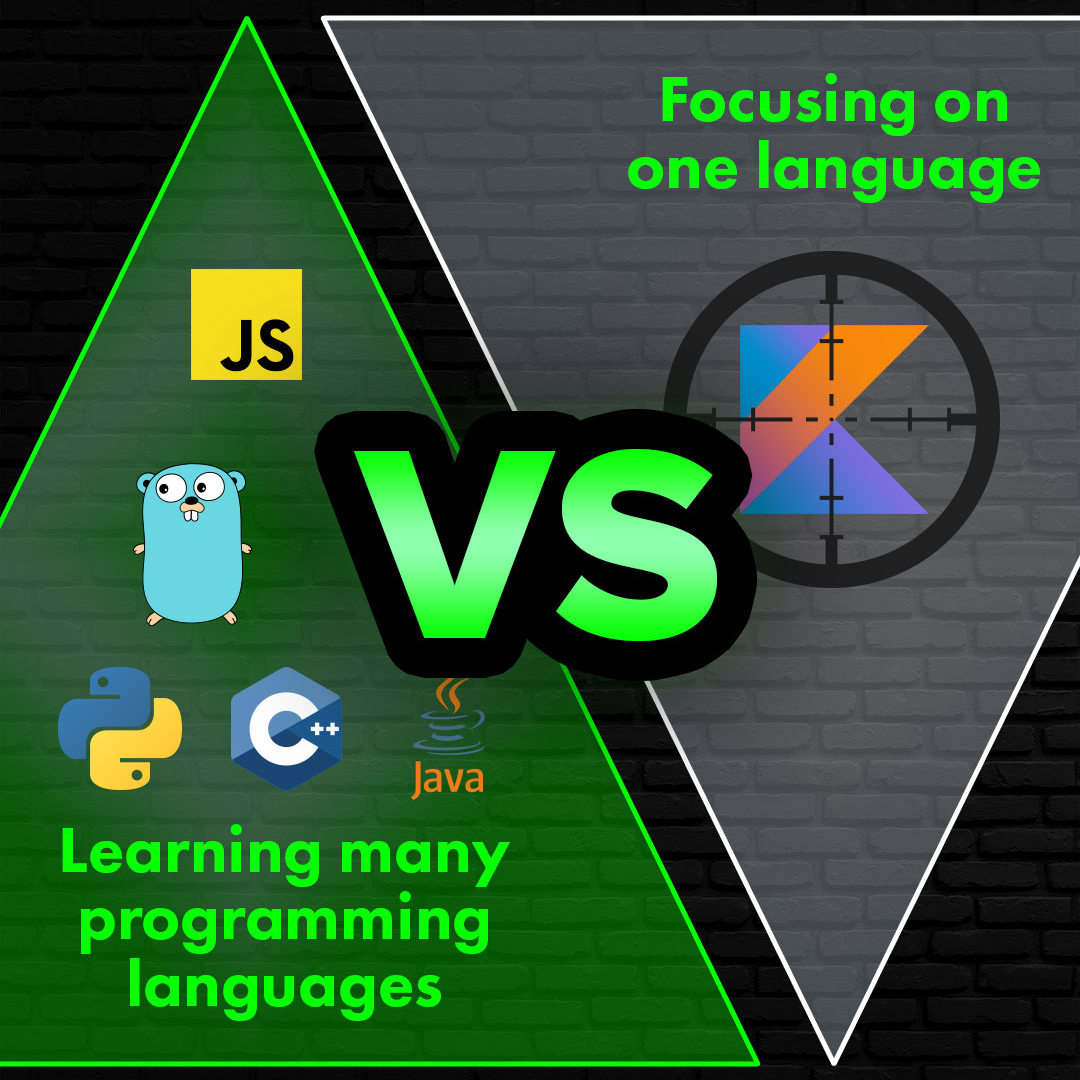 Focusing on
one language
JS
VS
C++
Java
Learning many
programming
languages